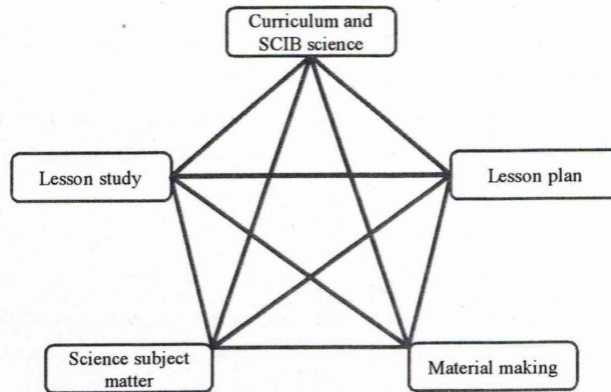 Curriculum and
SCIB science
Lesson study
Lesson plan
Science subject
matter
Material making